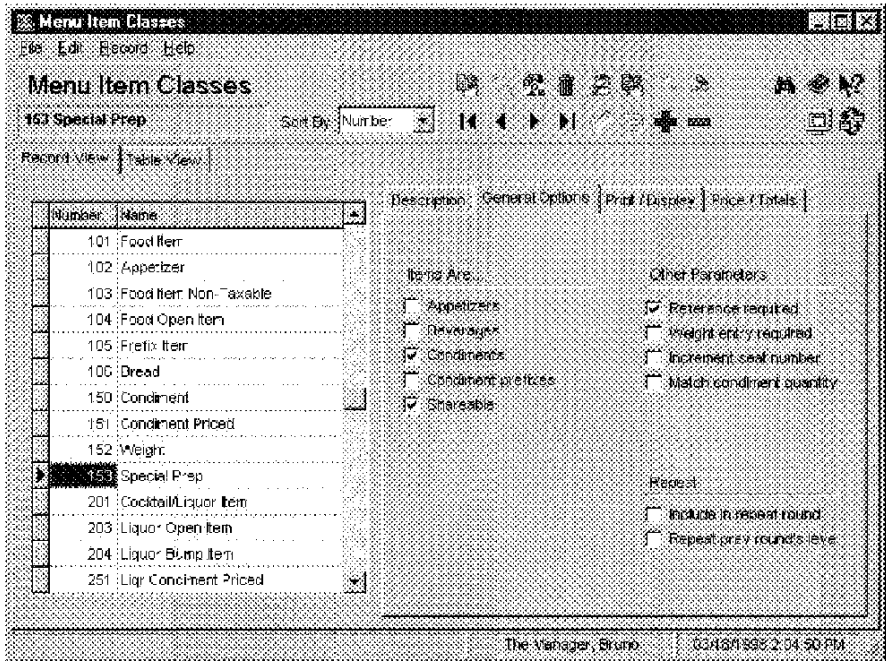 Menu Item Classes
File Edit Record Help
Menu Item Classes
153 Special Prep
Sort By Number
Record View Table View
Description General Options Print / Display Price / Totals
Number Name
101 Food Item
102 Appetizer
103 Food Item Non-Taxable
104 Food Open Item
105 Prefix Item
106 Bread
150 Condiment
151 Condiment Priced
152 Weight
153 Special Prep
201 Cocktail/Liquor Item
203 Liquor Open Item
204 Liquor Bump Item
251 Liqr Condiment Priced
Items Are...
Appetizers
Beverages
Condiments
Condiment prefixes
Shareable
Other Parameters
Reference required
Weight entry required
Increment seat number
Match condiment quantity
Repeat
Include in repeat round
Repeat prev round's level
The Manager, Bruno
2:04:50 PM